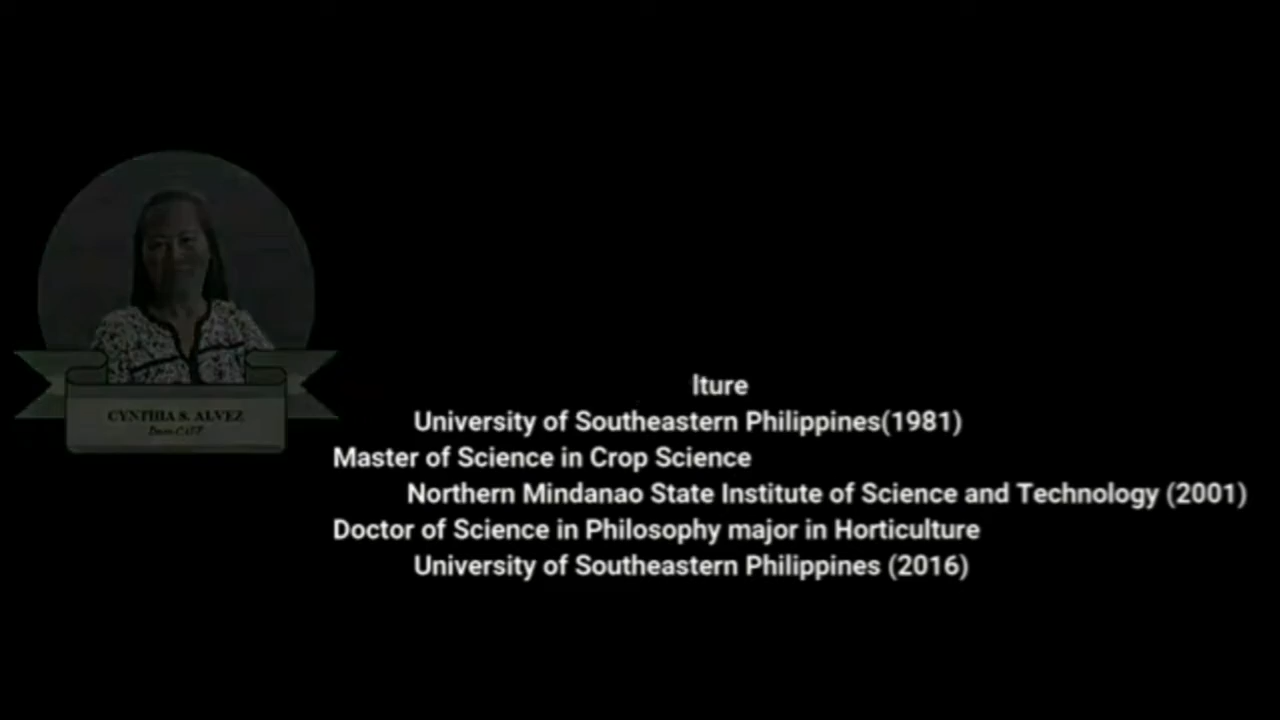 CYNTHIA S. ALVEZ
lture
University of Southeastern Philippines(1981)
Master of Science in Crop Science
Northern Mindanao State Institute of Science and Technology (2001)
Doctor of Science in Philosophy major in Horticulture
University of Southeastern Philippines (2016)